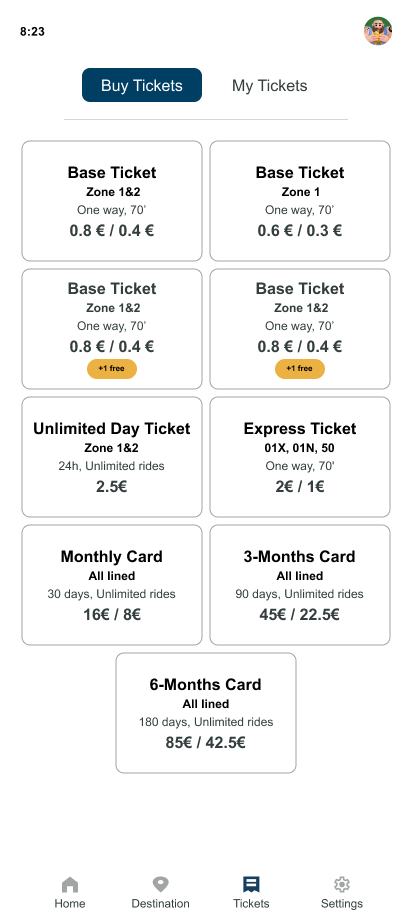 8:23
Buy Tickets
My Tickets
Base Ticket
Zone 1&2
One way, 70’
0.8 € / 0.4 €
Base Ticket
Zone 1
One way, 70’
0.6 € / 0.3 €
Base Ticket
Zone 1&2
One way, 70’
0.8 € / 0.4 €
+1 free
Base Ticket
Zone 1&2
One way, 70’
0.8 € / 0.4 €
+1 free
Unlimited Day Ticket
Zone 1&2
24h, Unlimited rides
2.5€
Express Ticket
01X, 01N, 50
One way, 70'
2€ / 1€
Monthly Card
All lined
30 days, Unlimited rides
16€ / 8€
3-Months Card
All lined
90 days, Unlimited rides
45€ / 22.5€
6-Months Card
All lined
180 days, Unlimited rides
85€ / 42.5€
Home
Destination
Tickets
Settings